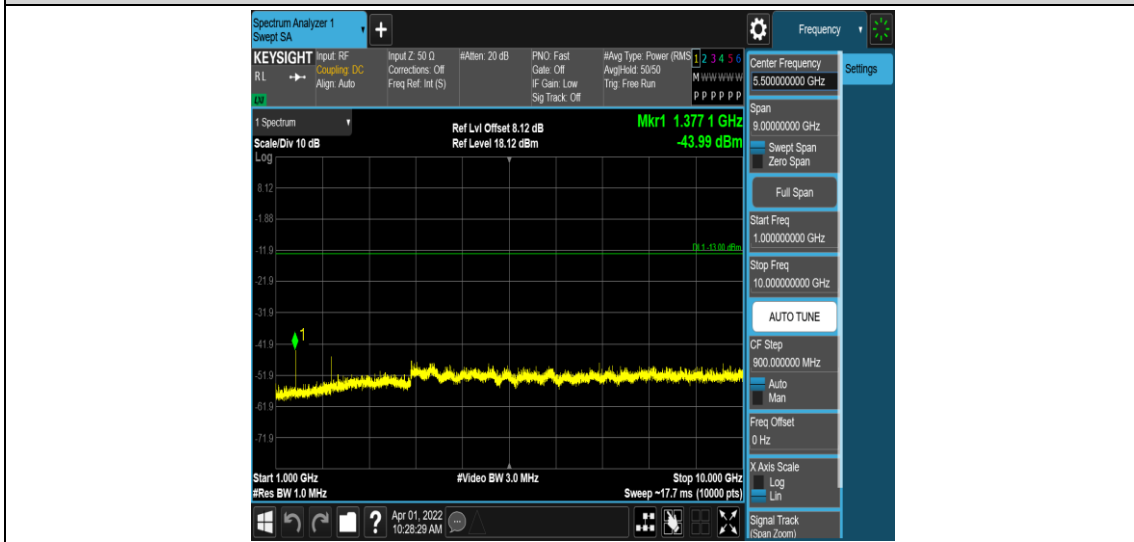 Spectrum Analyzer 1
Swept SA
+
Frequency
KEYSIGHT
RL
Input: RF
Coupling: DC
Align: Auto
Input Z: 50 Ω
Corrections: Off
Freq Ref: Int (S)
#Atten: 20 dB
PNO: Fast
Gate: Off
IF Gain: Low
Sig Track: Off
#Avg Type: Power (RMS
Avg|Hold: 50/50
Trig: Free Run
1 2 3 4 5 6
M W W W W W
P P P P P P
1 Spectrum
Scale/Div 10 dB
Log
Ref Lvl Offset 8.12 dB
Ref Level 18.12 dBm
Mkr1 1.377 1 GHz
-43.99 dBm
8.12
-1.88
-11.9
DL1 -13.00 dBm
-21.9
-31.9
-41.9
1
-51.9
-61.9
-71.9
Start 1.000 GHz
#Res BW 1.0 MHz
#Video BW 3.0 MHz
Stop 10.000 GHz
Sweep ~17.7 ms (10000 pts)
?
Apr 01, 2022
10:28:29 AM
Center Frequency
5.500000000 GHz
Settings
Span
9.00000000 GHz
Swept Span
Zero Span
Full Span
Start Freq
1.000000000 GHz
Stop Freq
10.000000000 GHz
AUTO TUNE
CF Step
900.000000 MHz
Auto
Man
Freq Offset
0 Hz
X Axis Scale
Log
Lin
Signal Track
(Span Zoom)